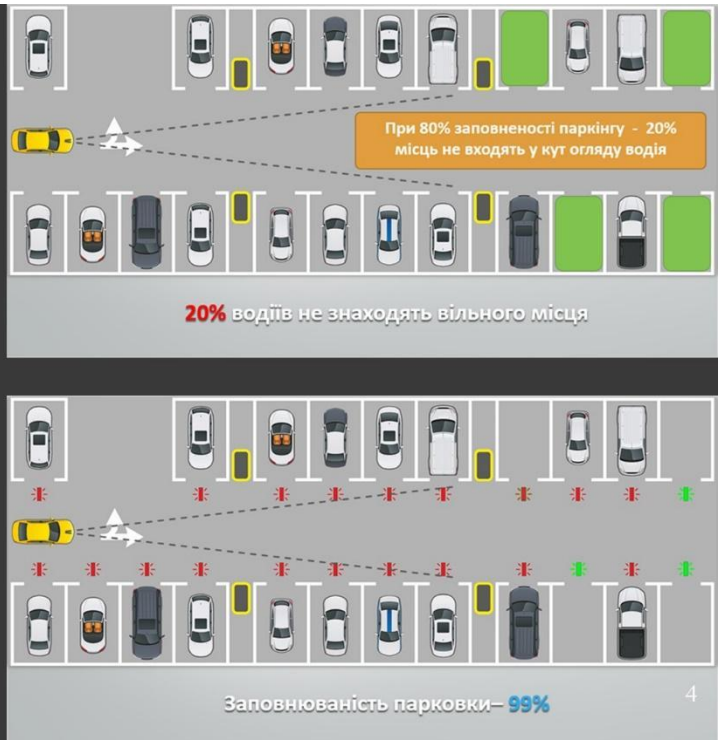 При 80% заповненості паркінгу - 20%
місць не входять у кут огляду водія
20% водіїв не знаходять вільного місця
Заповнюваність парковки– 99%
4